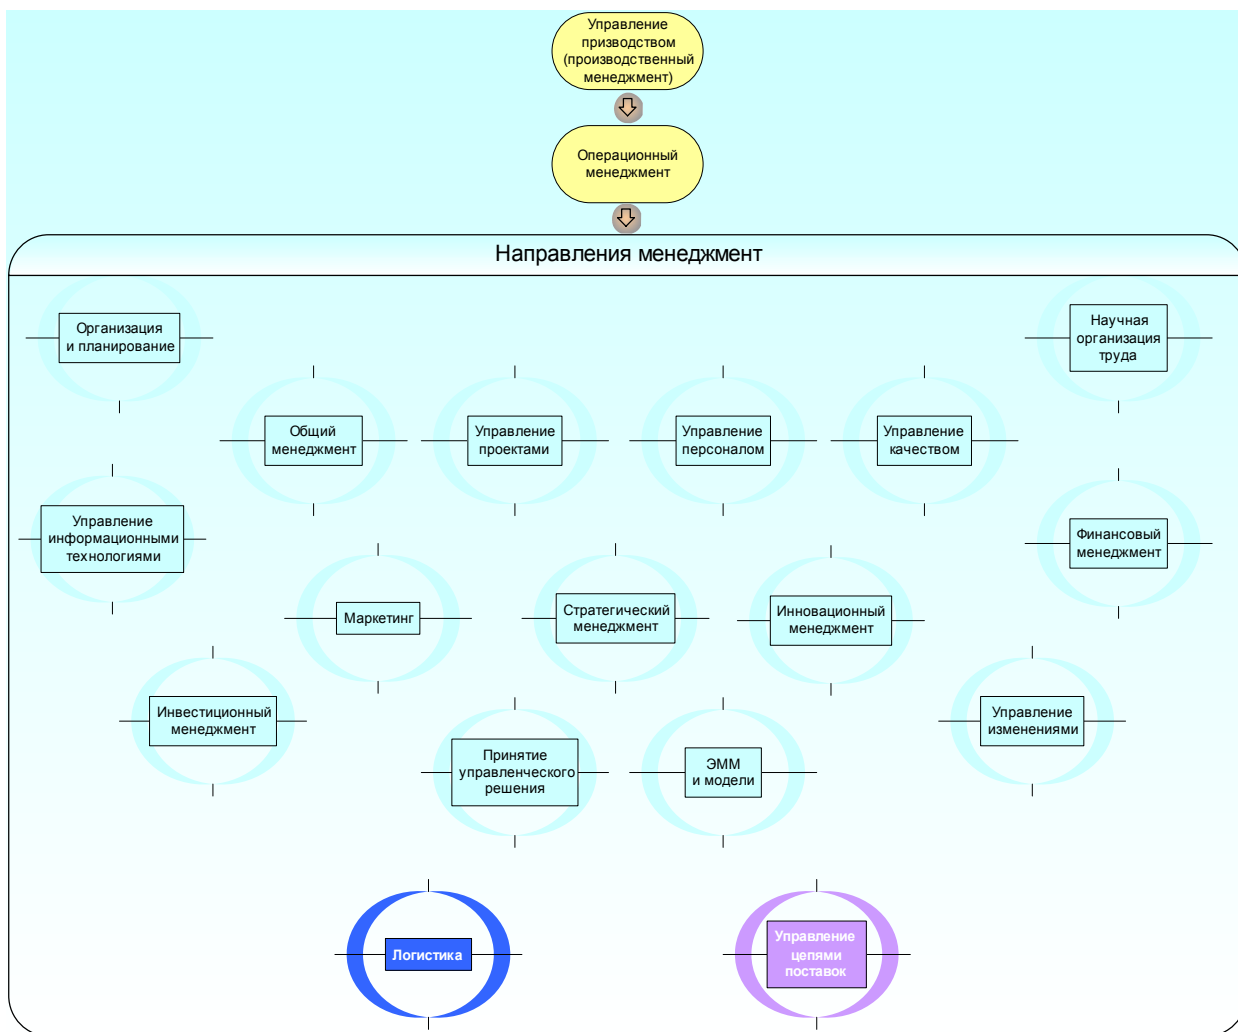 Управление
призводством
(производственный
менеджмент)
Операционный
менеджмент
Направления менеджмент
Организация
и планирование
Научная
организация
труда
Общий
менеджмент
Управление
проектами
Управление
персоналом
Управление
качеством
Управление
информационными
технологиями
Финансовый
менеджмент
Маркетинг
Стратегический
менеджмент
Инновационный
менеджмент
Инвестиционный
менеджмент
Управление
изменениями
Принятие
управленческого
решения
ЭММ
и модели
Логистика
Управление
цепями
поставок